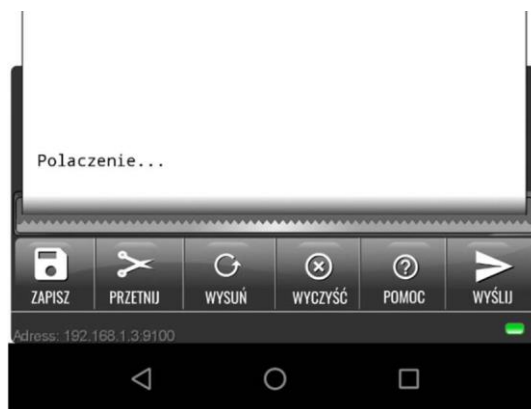 Polaczenie...
ZAPISZ PRZETNIJ WYSUŃ WYCZYŚĆ POMOC WYŚLIJ
Adress: 192.168.1.3:9100